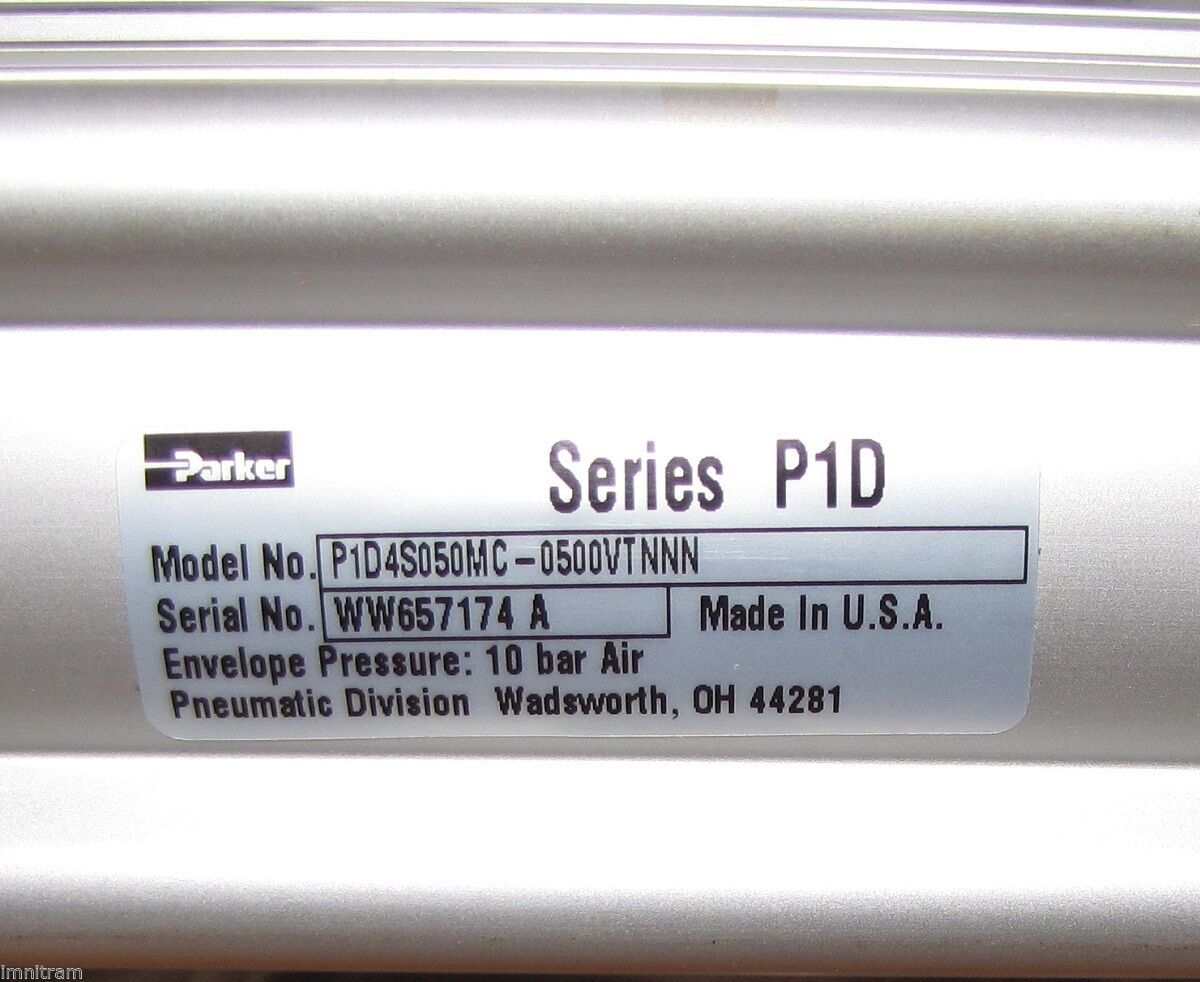 Parker
Series P1D
Model No. P1D4S050MC-0500VTNNN
Serial No. WW657174 A Made In U.S.A.
Envelope Pressure: 10 bar Air
Pneumatic Division Wadsworth, OH 44281
lmnitram